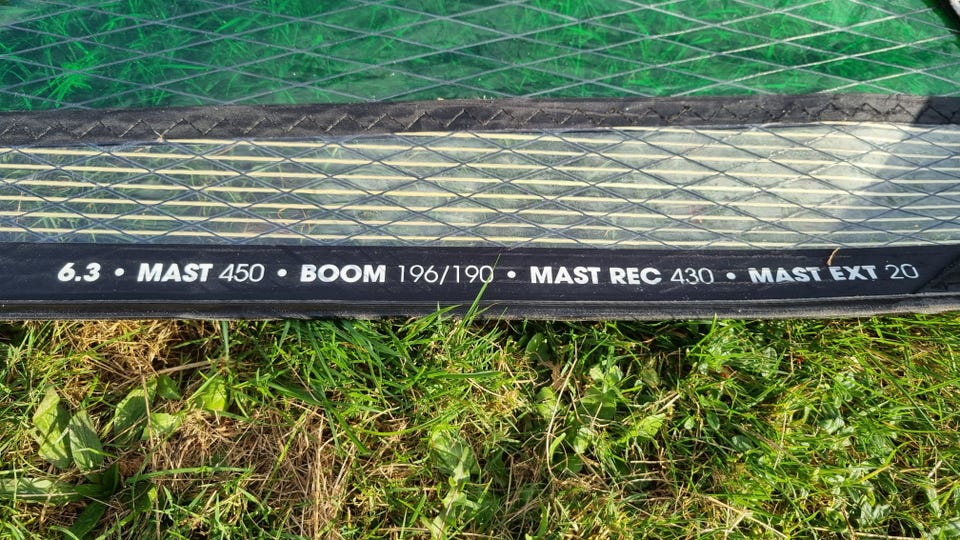 6.3 • MAST 450 • BOOM 196/190 • MAST REC 430 • MAST EXT 20